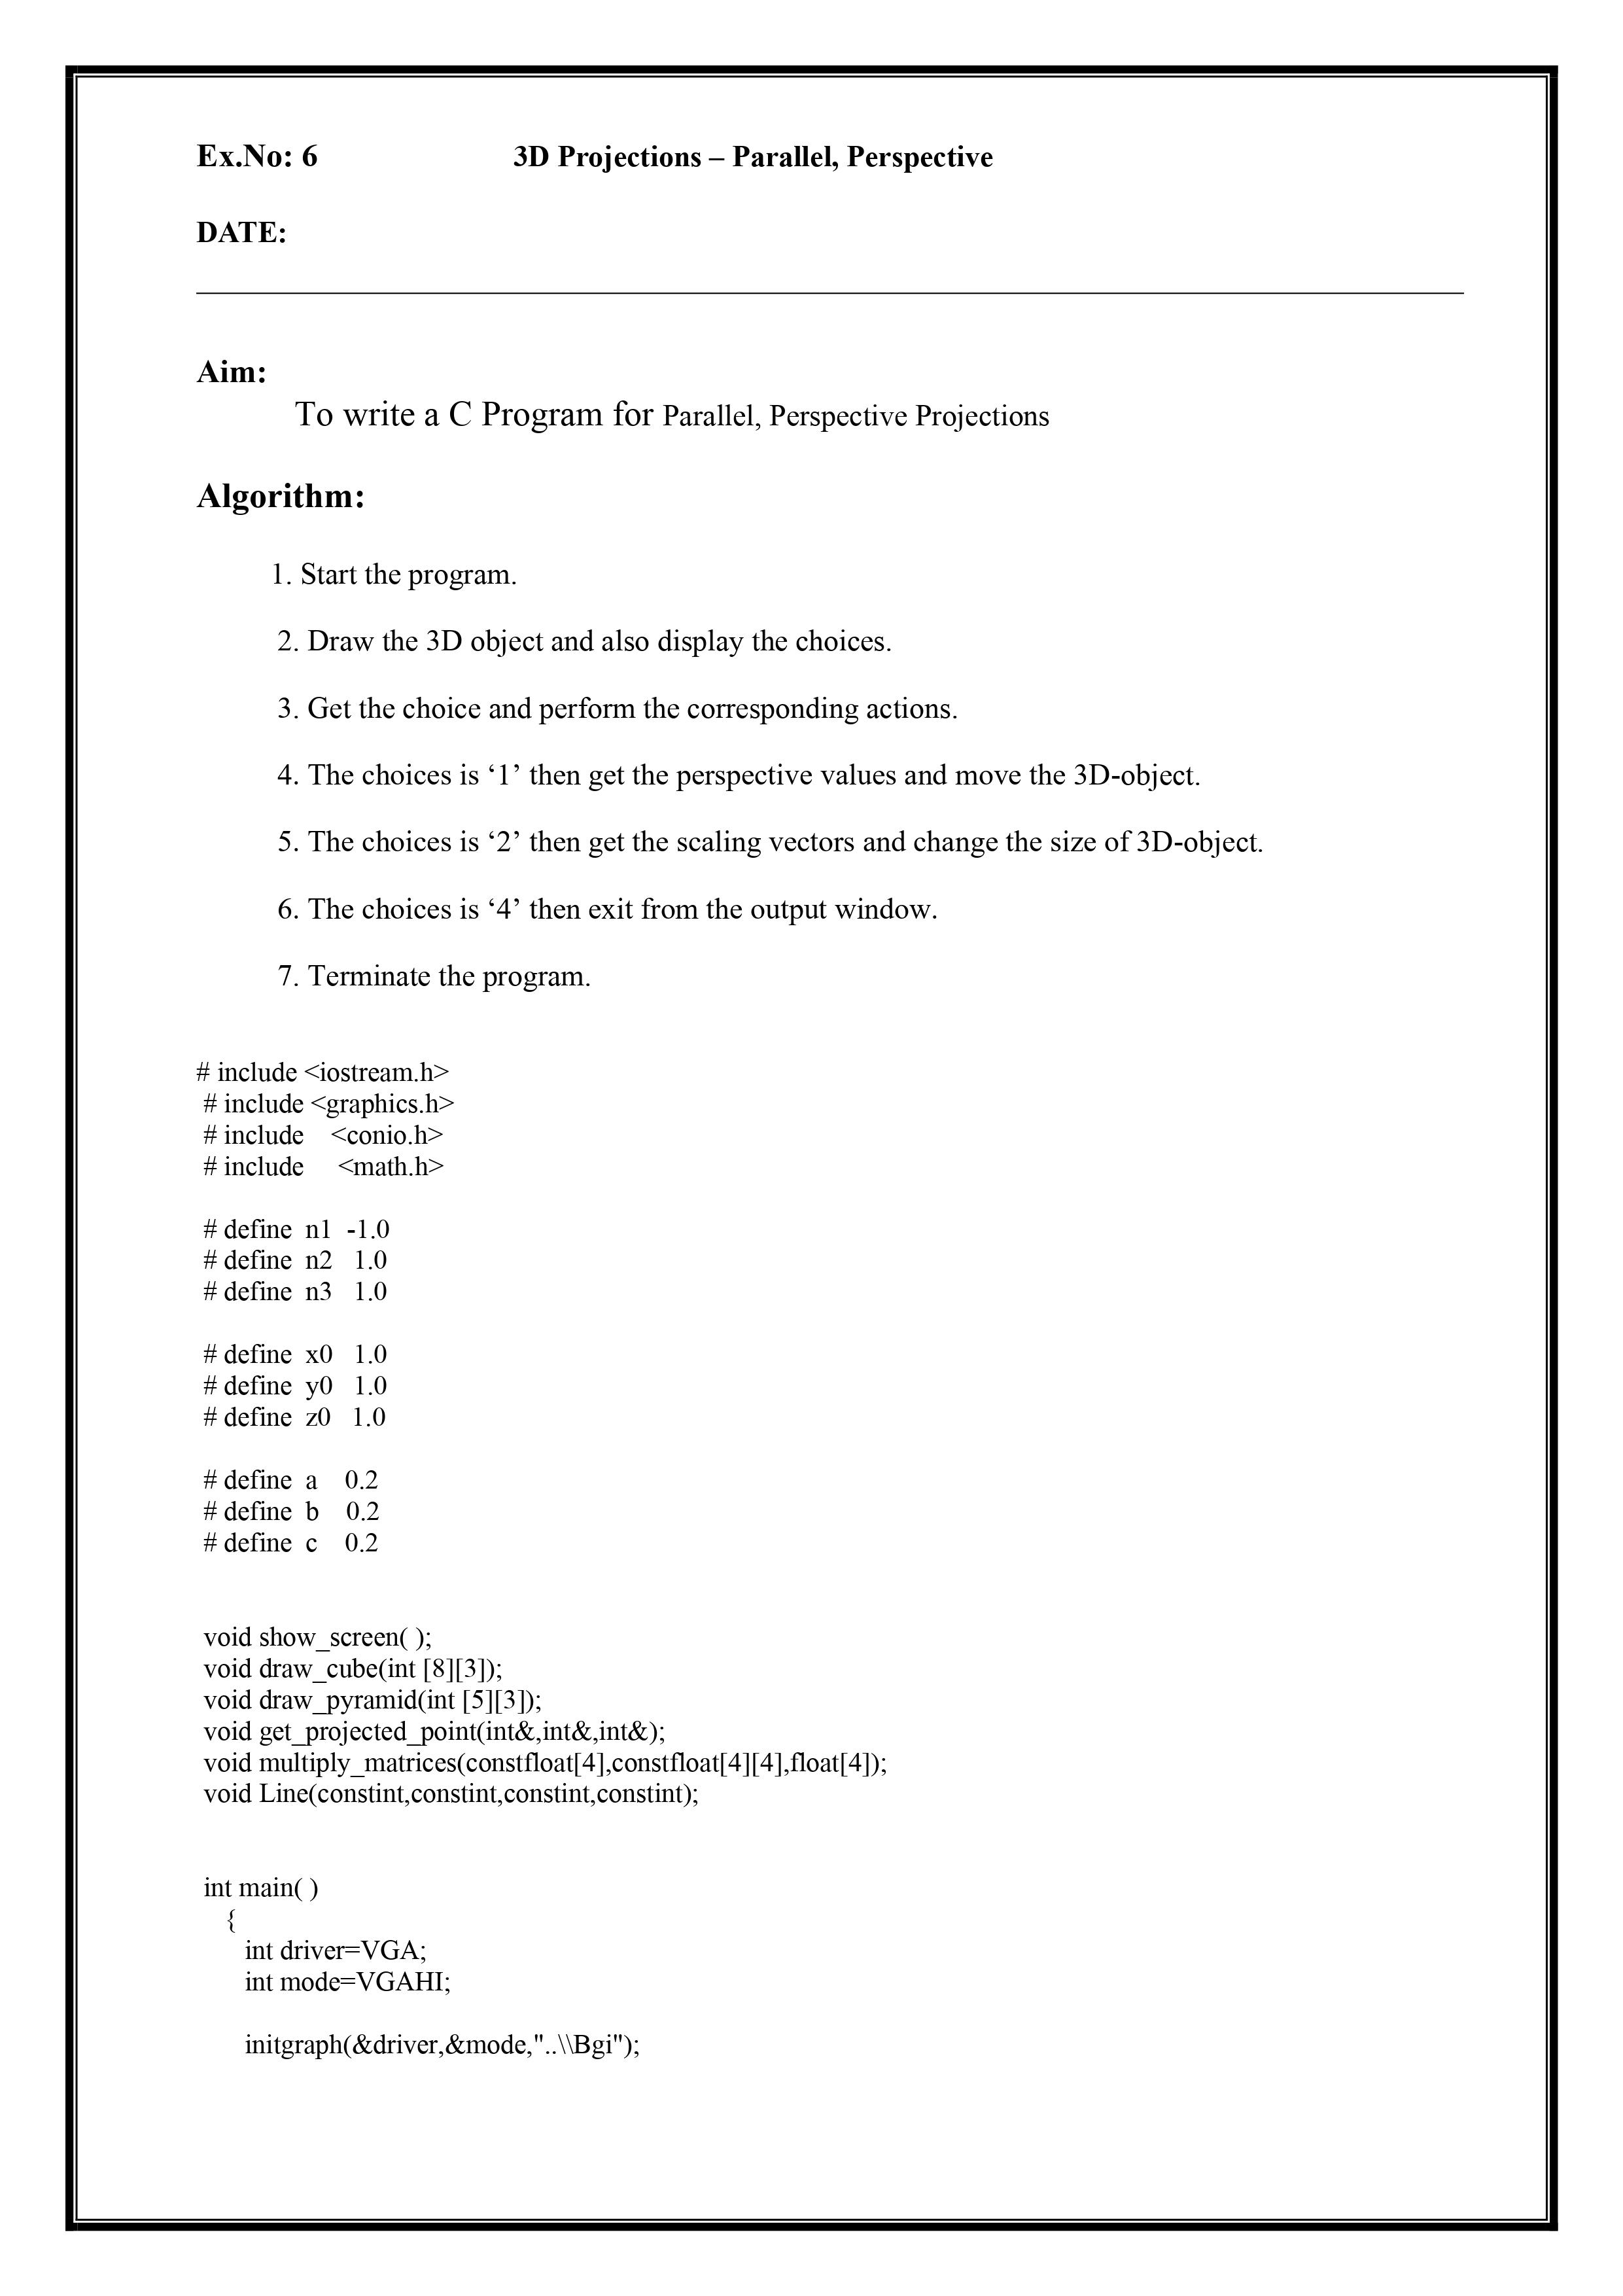 Ex.No: 6 3D Projections – Parallel, Perspective
DATE:
Aim:
To write a C Program for Parallel, Perspective Projections
Algorithm:
1. Start the program.
2. Draw the 3D object and also display the choices.
3. Get the choice and perform the corresponding actions.
4. The choices is ‘1’ then get the perspective values and move the 3D-object.
5. The choices is ‘2’ then get the scaling vectors and change the size of 3D-object.
6. The choices is ‘4’ then exit from the output window.
7. Terminate the program.
# include <iostream.h>
# include <graphics.h>
# include    <conio.h>
# include     <math.h>
# define  n1  -1.0
# define  n2   1.0
# define  n3   1.0
# define  x0   1.0
# define  y0   1.0
# define  z0   1.0
# define  a    0.2
# define  b    0.2
# define  c    0.2
void show_screen( );
void draw_cube(int [8][3]);
void draw_pyramid(int [5][3]);
void get_projected_point(int&,int&,int&);
void multiply_matrices(constfloat[4],constfloat[4][4],float[4]);
void Line(constint,constint,constint,constint);
int main( )
{
int driver=VGA;
int mode=VGAHI;
initgraph(&driver,&mode,"..\\Bgi");